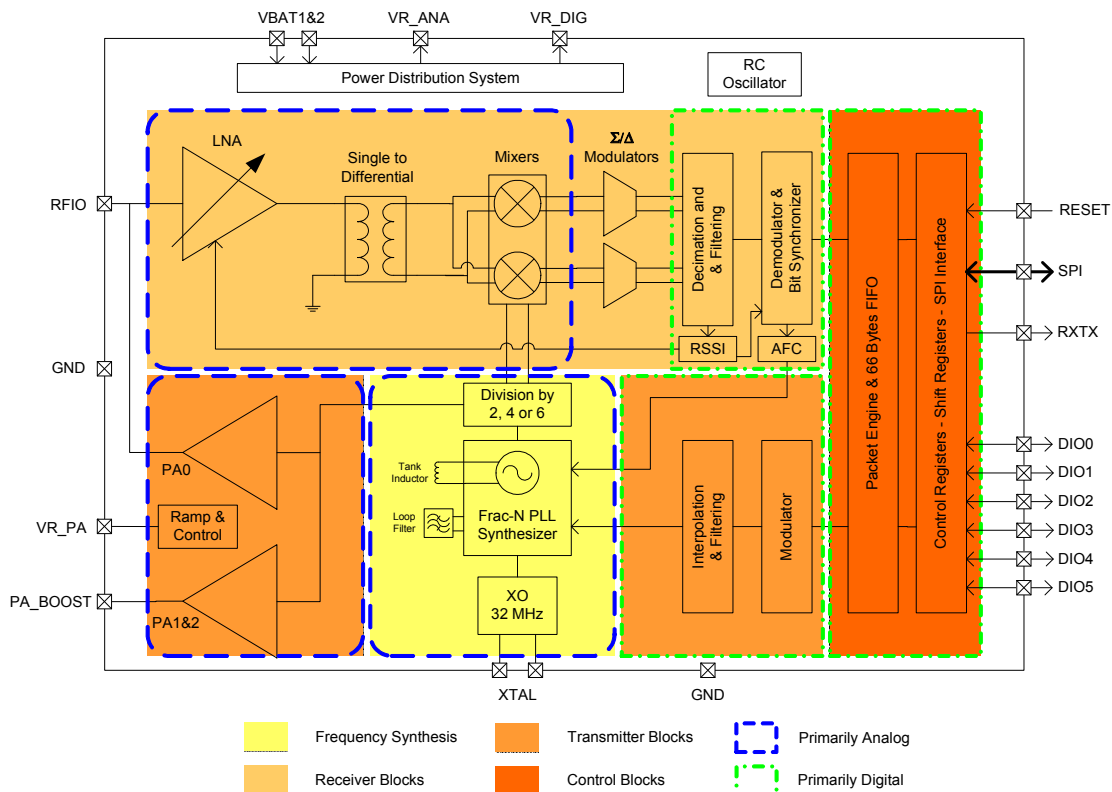 VBAT1&2
VR_ANA
VR_DIG
Power Distribution System
RC
Oscillator
LNA
Single to
Differential
Mixers
Σ/Δ
Modulators
Decimation and
& Filtering
Demodulator &
Bit Synchronizer
RSSI
AFC
Packet Engine & 66 Bytes FIFO
Control Registers - Shift Registers - SPI Interface
RFIO
GND
VR_PA
PA_BOOST
RESET
SPI
RXTX
DIO0
DIO1
DIO2
DIO3
DIO4
DIO5
PA0
Ramp &
Control
PA1&2
Division by
2, 4 or 6
Tank
Inductor
Loop
Filter
Frac-N PLL
Synthesizer
XO
32 MHz
Interpolation
& Filtering
Modulator
XTAL
GND
Frequency Synthesis
Transmitter Blocks
Primarily Analog
Receiver Blocks
Control Blocks
Primarily Digital